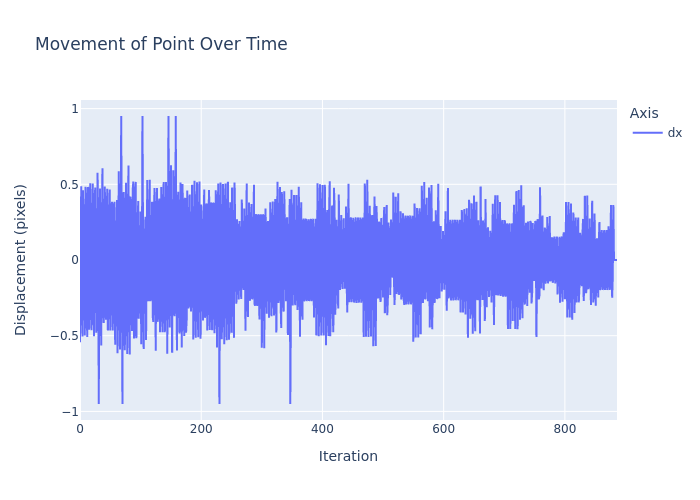 Movement of Point Over Time
Axis
dx
Displacement (pixels)
1
0.5
0
−0.5
−1
0
200
400
600
800
Iteration